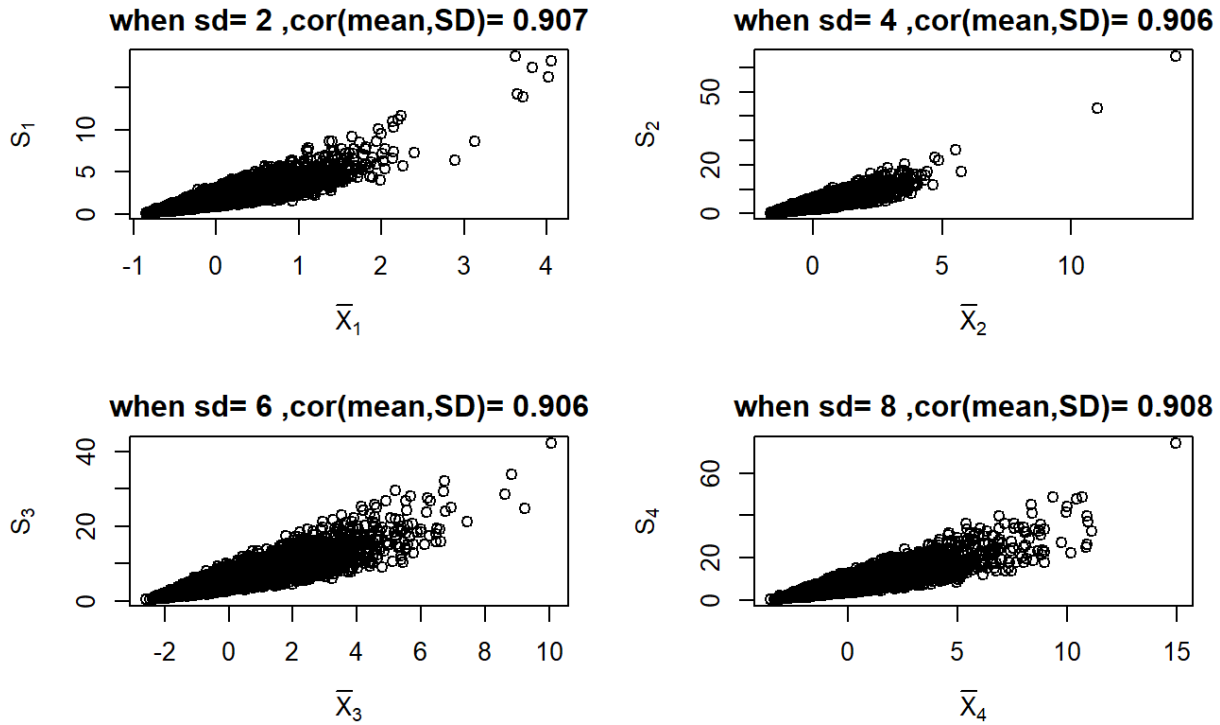 when sd= 2 ,cor(mean,SD)= 0.907
S1
0 5 10
-1 0 1 2 3 4
X̅1
when sd= 4 ,cor(mean,SD)= 0.906
S2
0 20 50
0 5 10
X̅2
when sd= 6 ,cor(mean,SD)= 0.906
S3
0 10 20 40
-2 0 2 4 6 8 10
X̅3
when sd= 8 ,cor(mean,SD)= 0.908
S4
0 20 60
0 5 10 15
X̅4